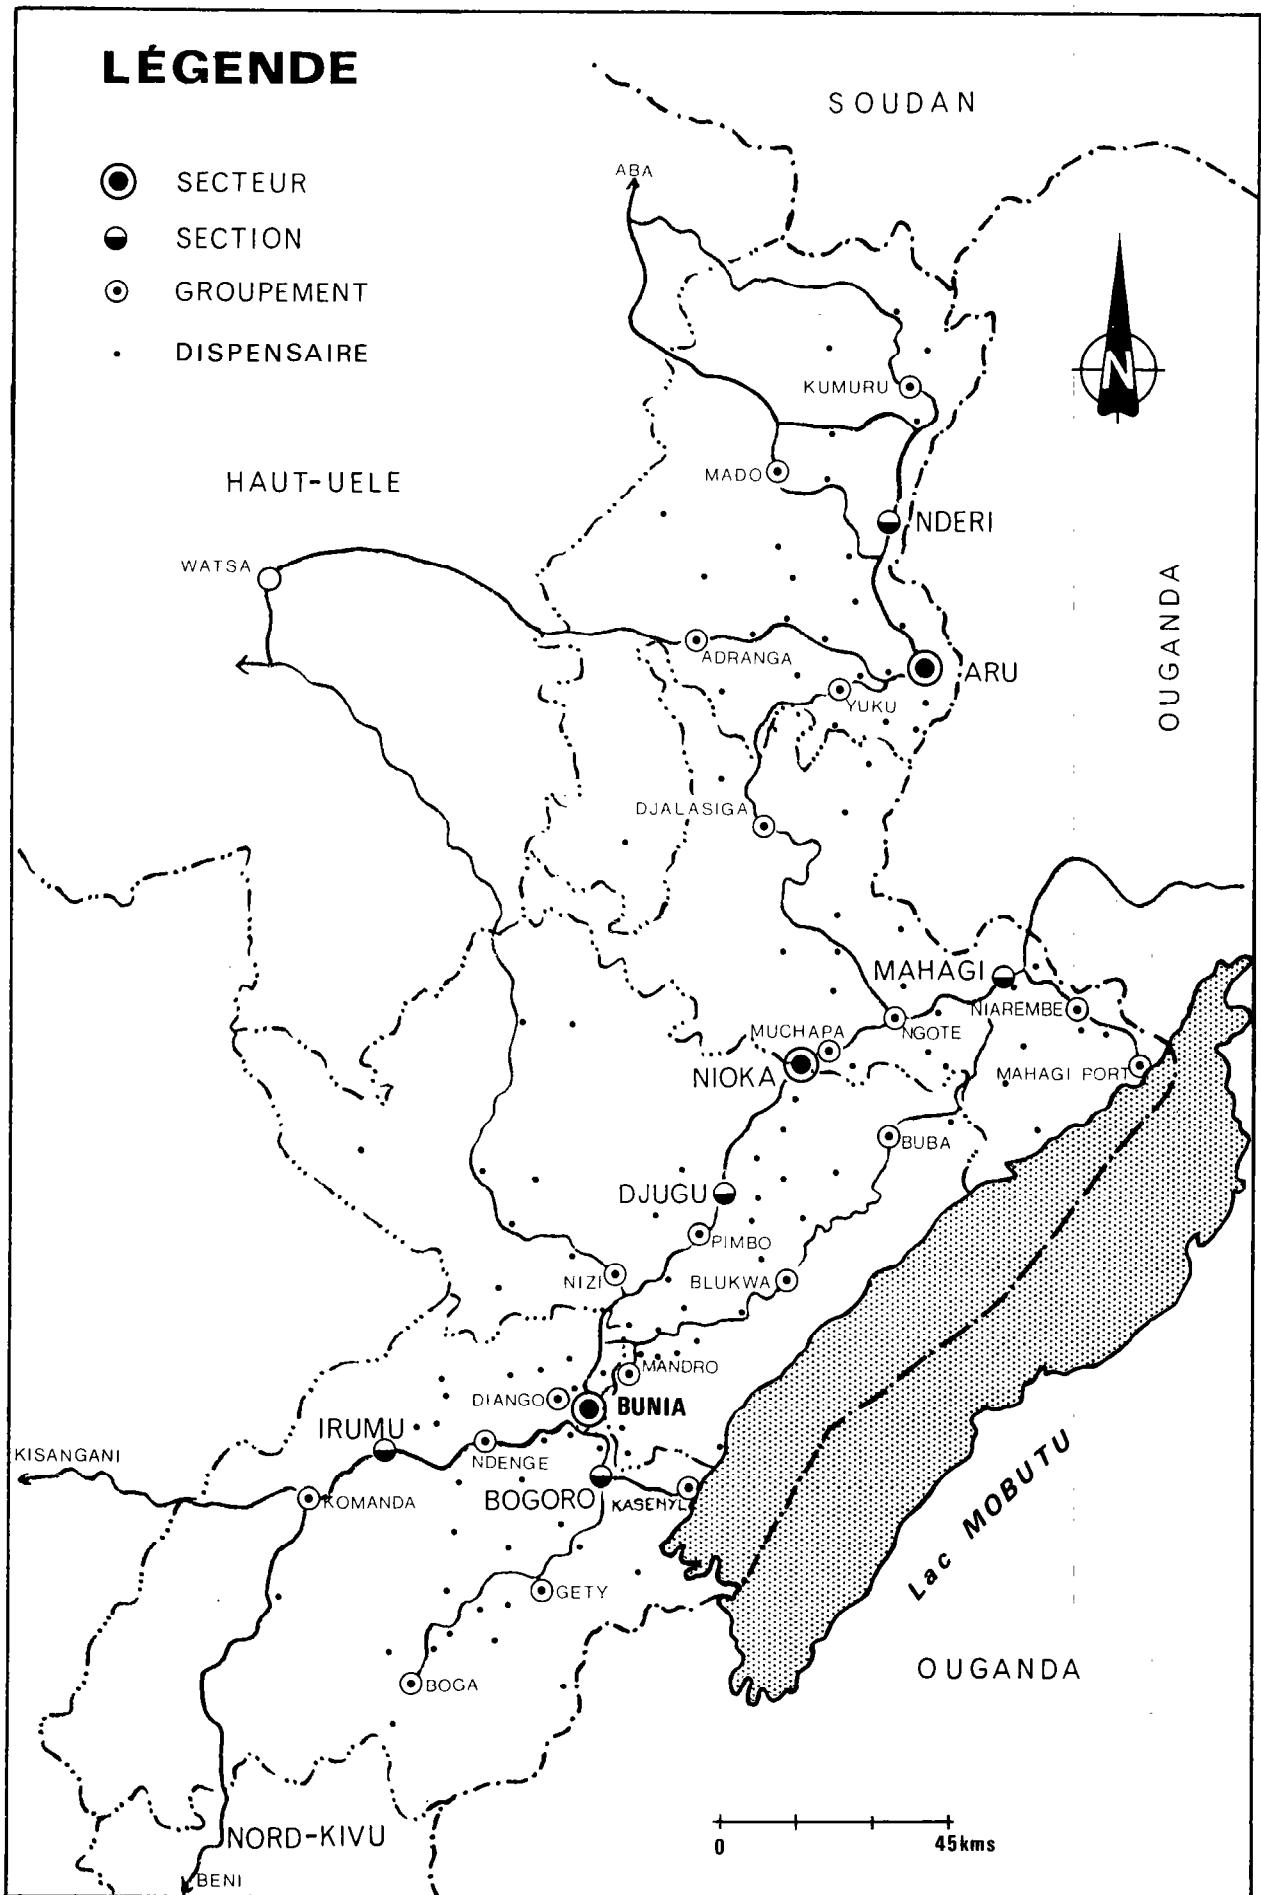 LÉGENDE
SECTEUR
SECTION
GROUPEMENT
DISPENSAIRE
SOUDAN
ABA
N
KUMURU
MADO
HAUT-UELE
NDERI
WATSA
OUGANDA
ADRANGA
ARU
YUKU
DJALASIGA
MAHAGI
NIAREMBE
MUCHAPA
NGOTE
NIOKA
MAHAGI PORT
BUBA
DJUGU
PIMBO
NIZI
BLUKWA
MANDRO
DIANGO
BUNIA
IRUMU
KISANGANI
NDENGE
BOGORO
KASENYI
KOMANDA
Lac MOBUTU
GETY
OUGANDA
BOGA
NORD-KIVU
0 45kms
BENI